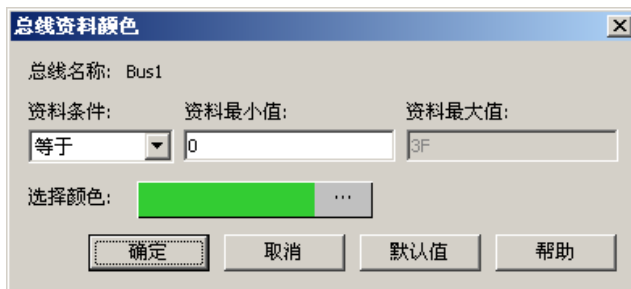 总线资料颜色
总线名称: Bus1
资料条件: 资料最小值: 资料最大值:
等于 0 3F
选择颜色: ...
确定 取消 默认值 帮助